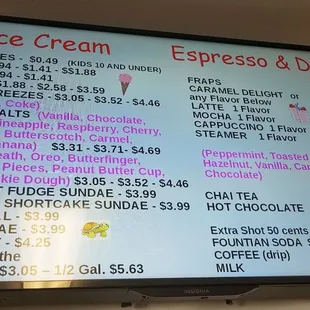 ce Cream
ES - $0.49 (KIDS 10 AND UNDER)
94 - $1.41 - S$1.88
94 - $1.41
$1.88 - $2.58 - $3.59
REEZES - $3.05 - $3.52 - $4.46
, Coke)
ALTS (Vanilla, Chocolate,
ineapple, Raspberry, Cherry,
Butterscotch, Carmel,
anana) $3.31 - $3.71 - $4.69
eath, Oreo, Butterfinger,
Pieces, Peanut Butter Cup,
kie Dough) $3.05 - $3.52 - $4.46
T FUDGE SUNDAE - $3.99
SHORTCAKE SUNDAE - $3.99
L - $3.99
AE - $3.99
T - $4.25
the
$3.05 – 1/2 Gal. $5.63
Espresso & D
FRAPS
CARAMEL DELIGHT or
any Flavor Below
LATTE 1 Flavor
MOCHA 1 Flavor
CAPPUCCINO 1 Flavor
STEAMER 1 Flavor
(Peppermint, Toasted
Hazelnut, Vanilla, Ca
Chocolate)
CHAI TEA
HOT CHOCOLATE
Extra Shot 50 cents
FOUNTIAN SODA
COFFEE (drip)
MILK
INSIGNIA